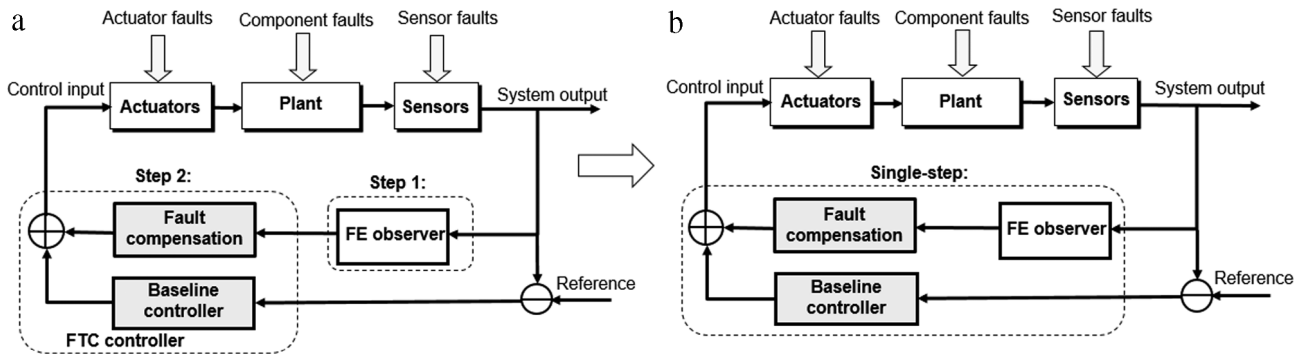 a
Actuator faults
Component faults
Sensor faults
Control input
Actuators
Plant
Sensors
System output
Step 2:
Step 1:
Fault
compensation
FE observer
Baseline
controller
Reference
FTC controller
b
Actuator faults
Component faults
Sensor faults
Control input
Actuators
Plant
Sensors
System output
Single-step:
Fault
compensation
FE observer
Baseline
controller
Reference